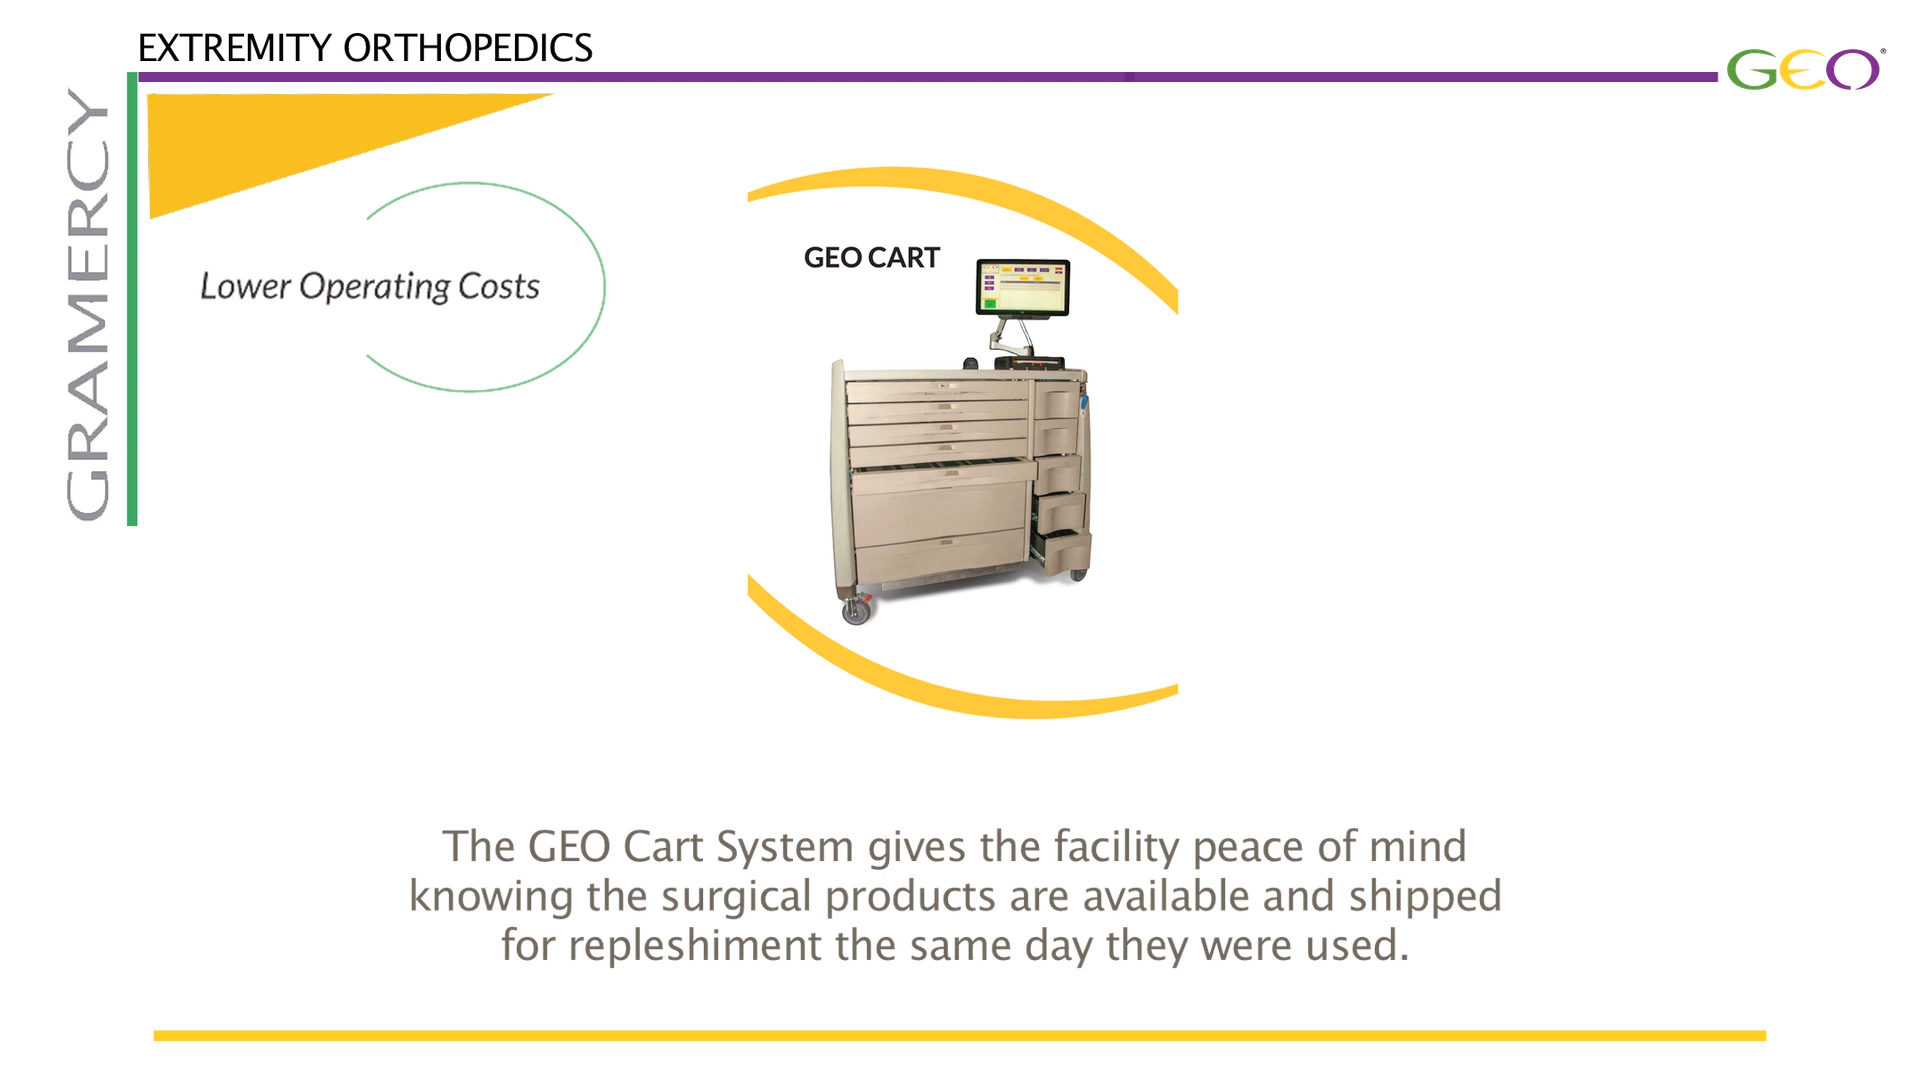 EXTREMITY ORTHOPEDICS
GEO®
GRAMERCY
Lower Operating Costs
GEO CART
The GEO Cart System gives the facility peace of mind
knowing the surgical products are available and shipped
for repleshiment the same day they were used.